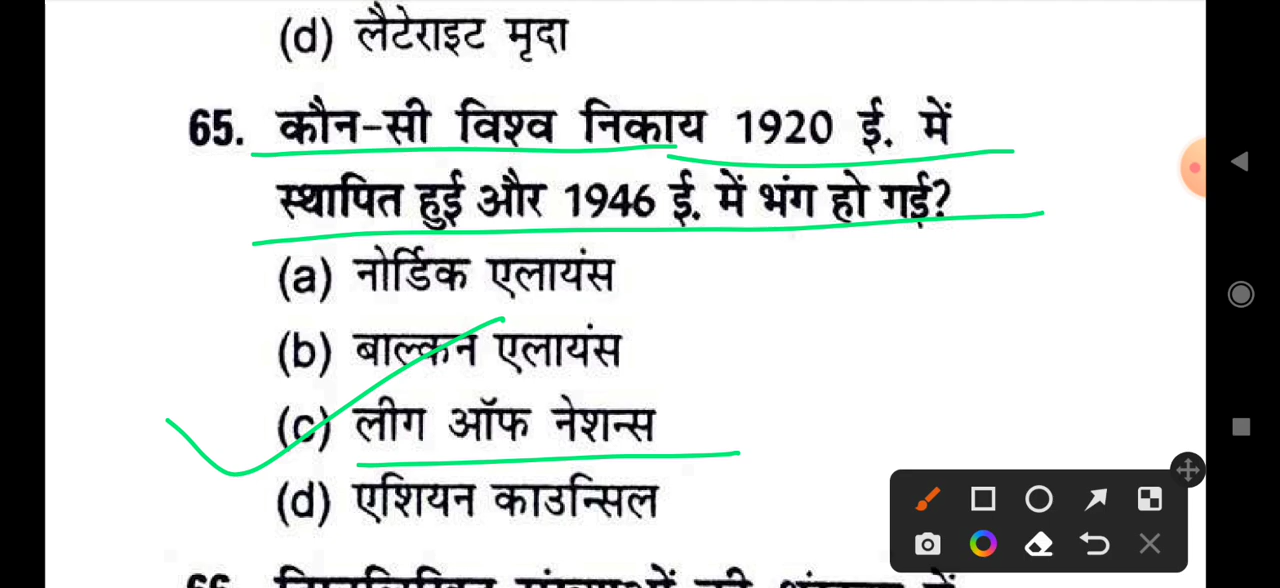 (d) लैटेराइट मृदा
65. कौन-सी विश्व निकाय 1920 ई. में
स्थापित हुई और 1946 ई. में भंग हो गई?
(a) नोर्डिक एलायंस
(b) बाल्कन एलायंस
(c) लीग ऑफ नेशन्स
(d) एशियन काउन्सिल